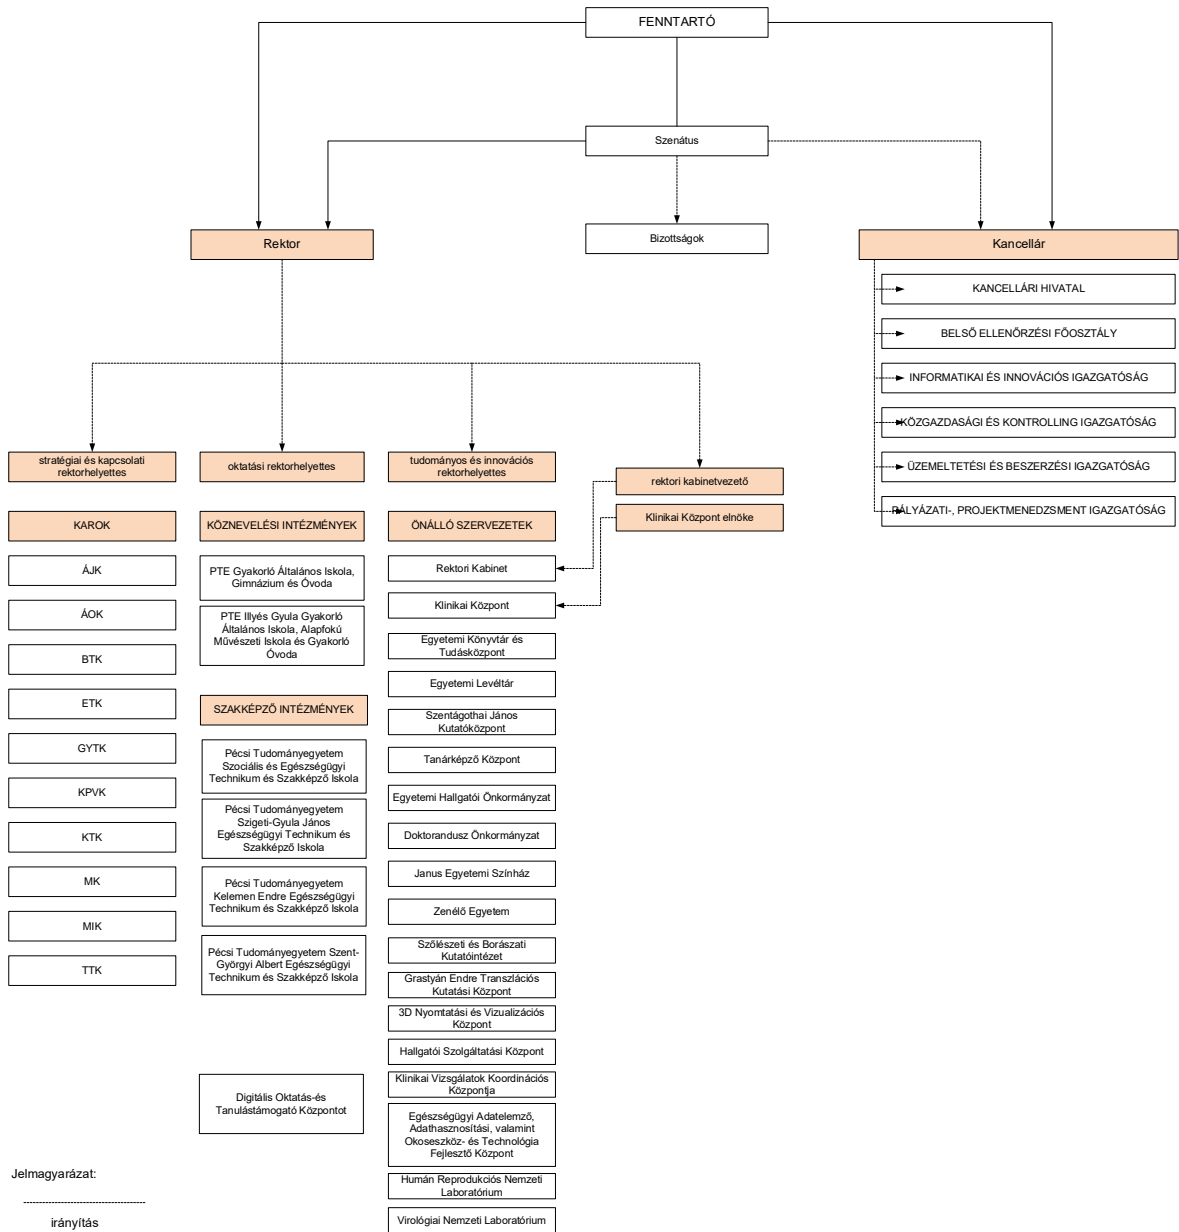 FENNTARTÓ
Szenátus
Bizottságok
Rektor
Kancellár
KANCELLÁRI HIVATAL
BELSŐ ELLENŐRZÉSI FŐOSZTÁLY
INFORMATIKAI ÉS INNOVÁCIÓS IGAZGATÓSÁG
KÖZGAZDASÁGI ÉS KONTROLLING IGAZGATÓSÁG
ÜZEMELTETÉSI ÉS BESZERZÉSI IGAZGATÓSÁG
PÁLYÁZATI-, PROJEKTMENEDZSMENT IGAZGATÓSÁG
stratégiai és kapcsolati
rektorhelyettes
oktatási rektorhelyettes
tudományos és innovációs
rektorhelyettes
rektori kabinetvezető
Klinikai Központ elnöke
KAROK
ÁJK
ÁOK
BTK
ETK
GYTK
KPVK
KTK
MK
MIK
TTK
KÖZNEVELÉSI INTÉZMÉNYEK
PTE Gyakorló Általános Iskola,
Gimnázium és Óvoda
PTE Illyés Gyula Gyakorló
Általános Iskola, Alapfokú
Művészeti Iskola és Gyakorló
Óvoda
SZAKKÉPZŐ INTÉZMÉNYEK
Pécsi Tudományegyetem
Szociális és Egészségügyi
Technikum és Szakképző Iskola
Pécsi Tudományegyetem
Szigeti-Gyula János
Egészségügyi Technikum és
Szakképző Iskola
Pécsi Tudományegyetem
Kelemen Endre Egészségügyi
Technikum és Szakképző Iskola
Pécsi Tudományegyetem Szent-
Györgyi Albert Egészségügyi
Technikum és Szakképző Iskola
Digitális Oktatás-és
Tanulástámogató Központot
ÖNÁLLÓ SZERVEZETEK
Rektori Kabinet
Klinikai Központ
Egyetemi Könyvtár és
Tudásközpont
Egyetemi Levéltár
Szentágothai János
Kutatóközpont
Tanárképző Központ
Egyetemi Hallgatói Önkormányzat
Doktorandusz Önkormányzat
Janus Egyetemi Színház
Zenélő Egyetem
Szőlészeti és Borászati
Kutatóintézet
Grastyán Endre Transzlációs
Kutatási Központ
3D Nyomtatási és Vizualizációs
Központ
Hallgatói Szolgáltatási Központ
Klinikai Vizsgálatok Koordinációs
Központja
Egészségügyi Adatelemző,
Adathasznosítási, valamint
Okoseszköz- és Technológia
Fejlesztő Központ
Humán Reprodukciós Nemzeti
Laboratórium
Virológiai Nemzeti Laboratórium
Jelmagyarázat:
irányítás